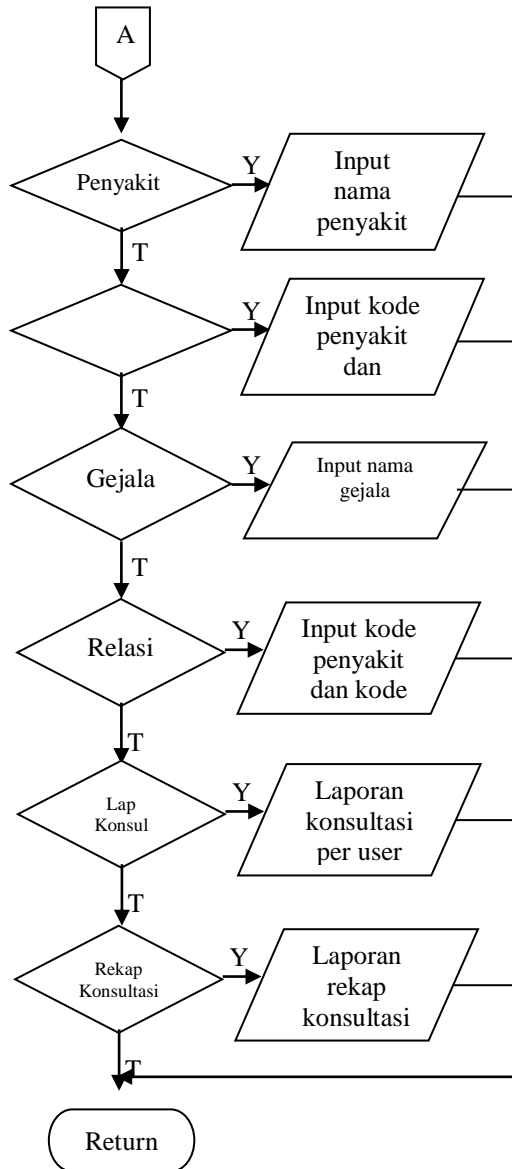 A
Penyakit
Y
Input
nama
penyakit
T
Y
Input kode
penyakit
dan
T
Gejala
Y
Input nama
gejala
T
Relasi
Y
Input kode
penyakit
dan kode
T
Lap
Konsul
Y
Laporan
konsultasi
per user
T
Rekap
Konsultasi
Y
Laporan
rekap
konsultasi
T
Return